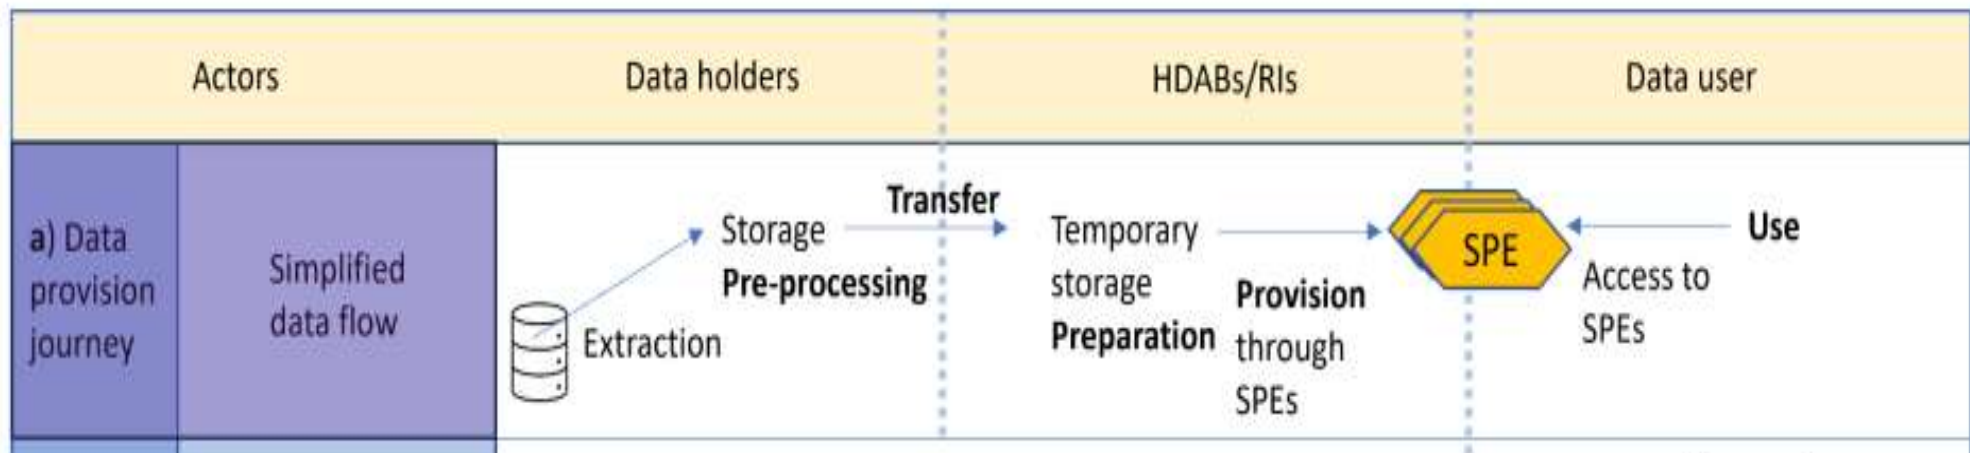 Actors
Data holders
HDABs/RIs
Data user
a) Data
provision
journey
Simplified
data flow
Extraction
Storage
Pre-processing
Transfer
Temporary
storage
Preparation
Provision
through
SPEs
SPE
Use
Access to
SPEs